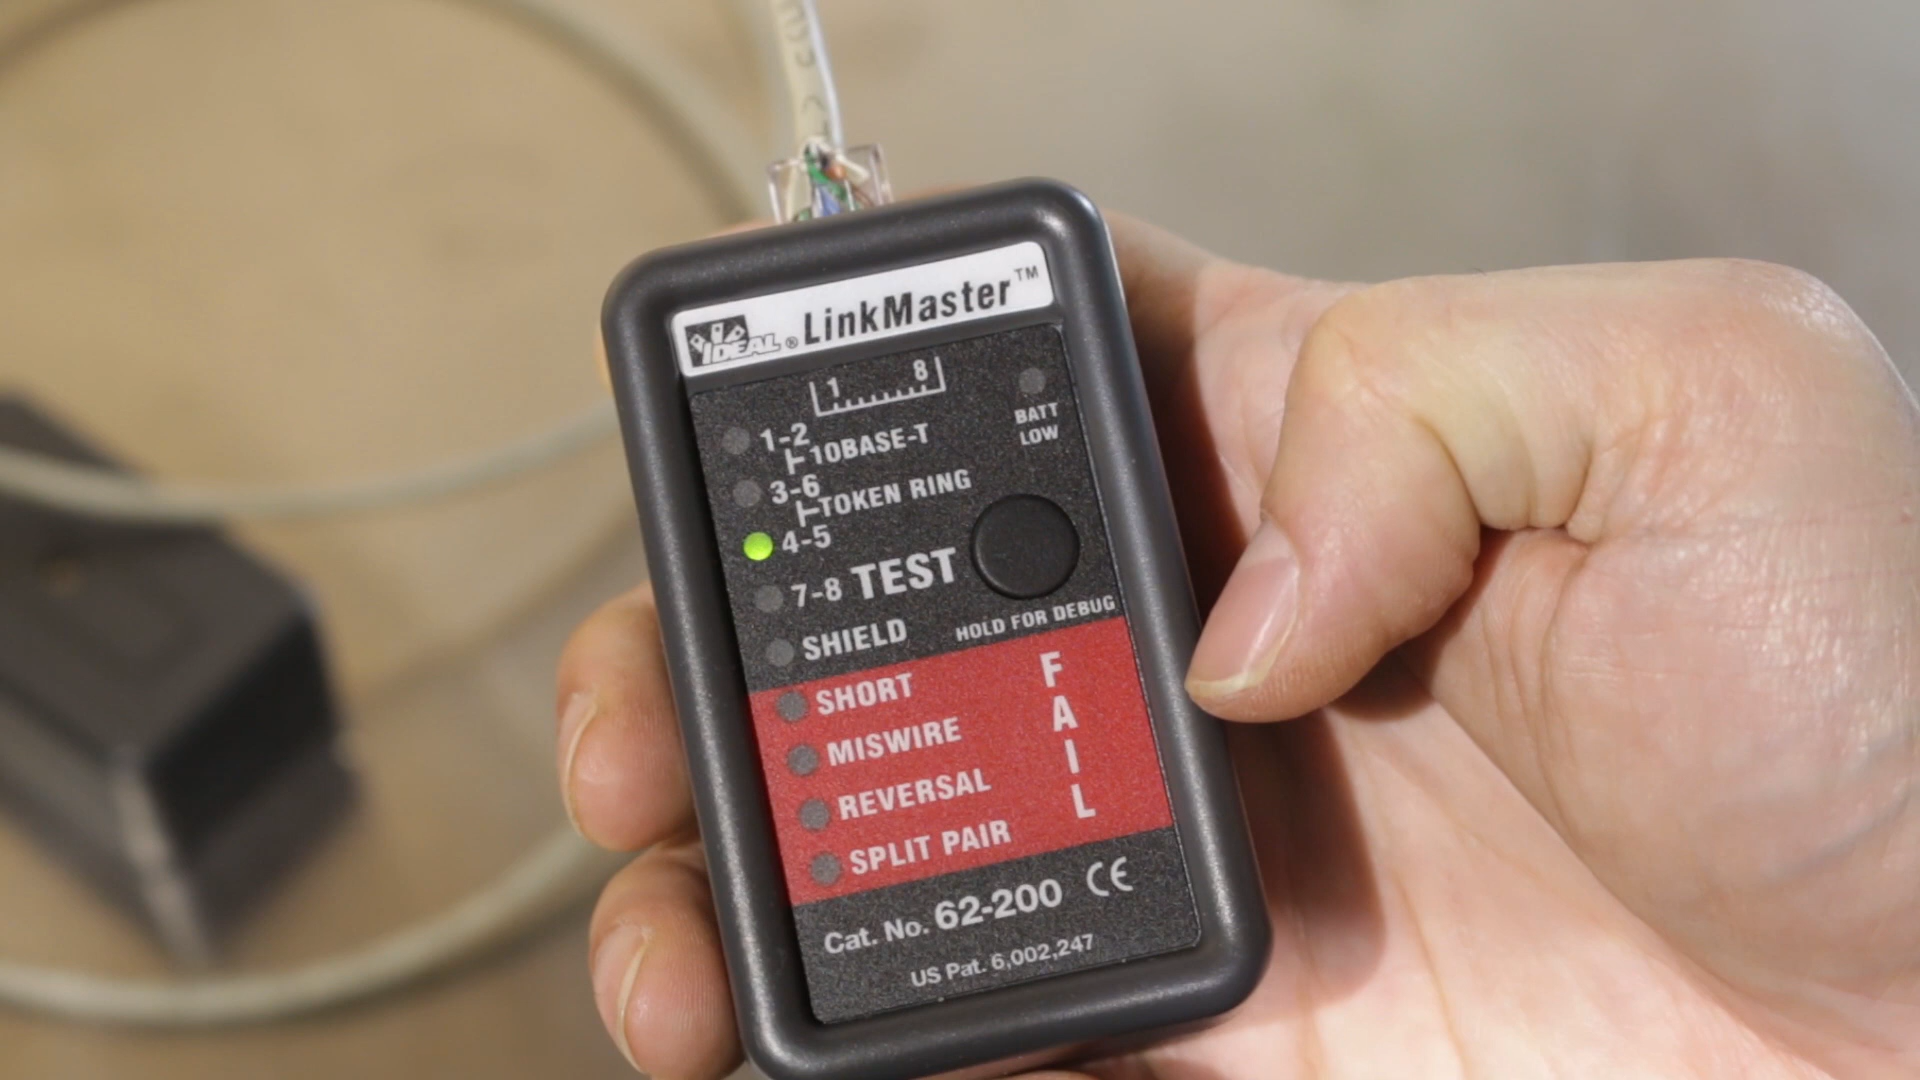 IDEAL® LinkMaster™
1 8
BATT
LOW
1-2
10BASE-T
3-6
TOKEN RING
4-5
7-8 TEST
SHIELD HOLD FOR DEBUG
SHORT
MISWIRE
REVERSAL
SPLIT PAIR
FAIL
Cat. No. 62-200 CE
US Pat. 6,002,247